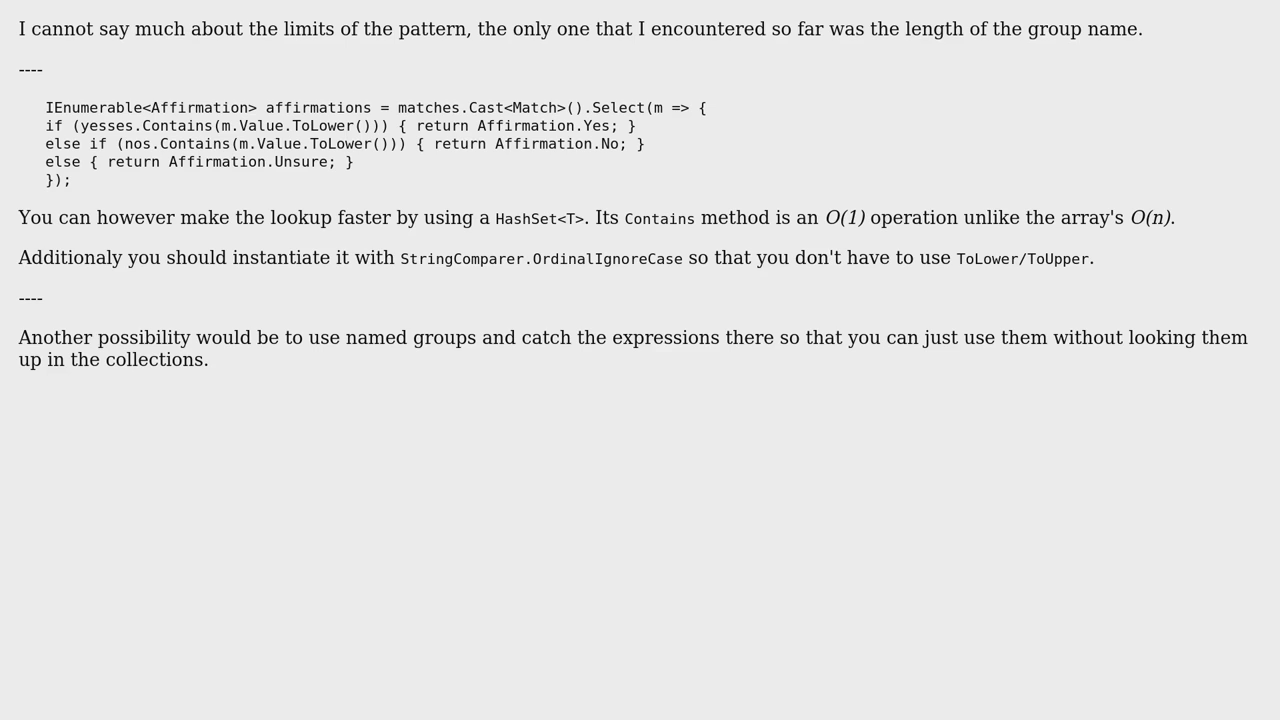 I cannot say much about the limits of the pattern, the only one that I encountered so far was the length of the group name.
----
IEnumerable<Affirmation> affirmations = matches.Cast<Match>().Select(m => {
if (yesses.Contains(m.Value.ToLower())) { return Affirmation.Yes; }
else if (nos.Contains(m.Value.ToLower())) { return Affirmation.No; }
else { return Affirmation.Unsure; }
});
You can however make the lookup faster by using a HashSet<T>. Its Contains method is an O(1) operation unlike the array's O(n).
Additionaly you should instantiate it with StringComparer.OrdinalIgnoreCase so that you don't have to use ToLower/ToUpper.
----
Another possibility would be to use named groups and catch the expressions there so that you can just use them without looking them
up in the collections.